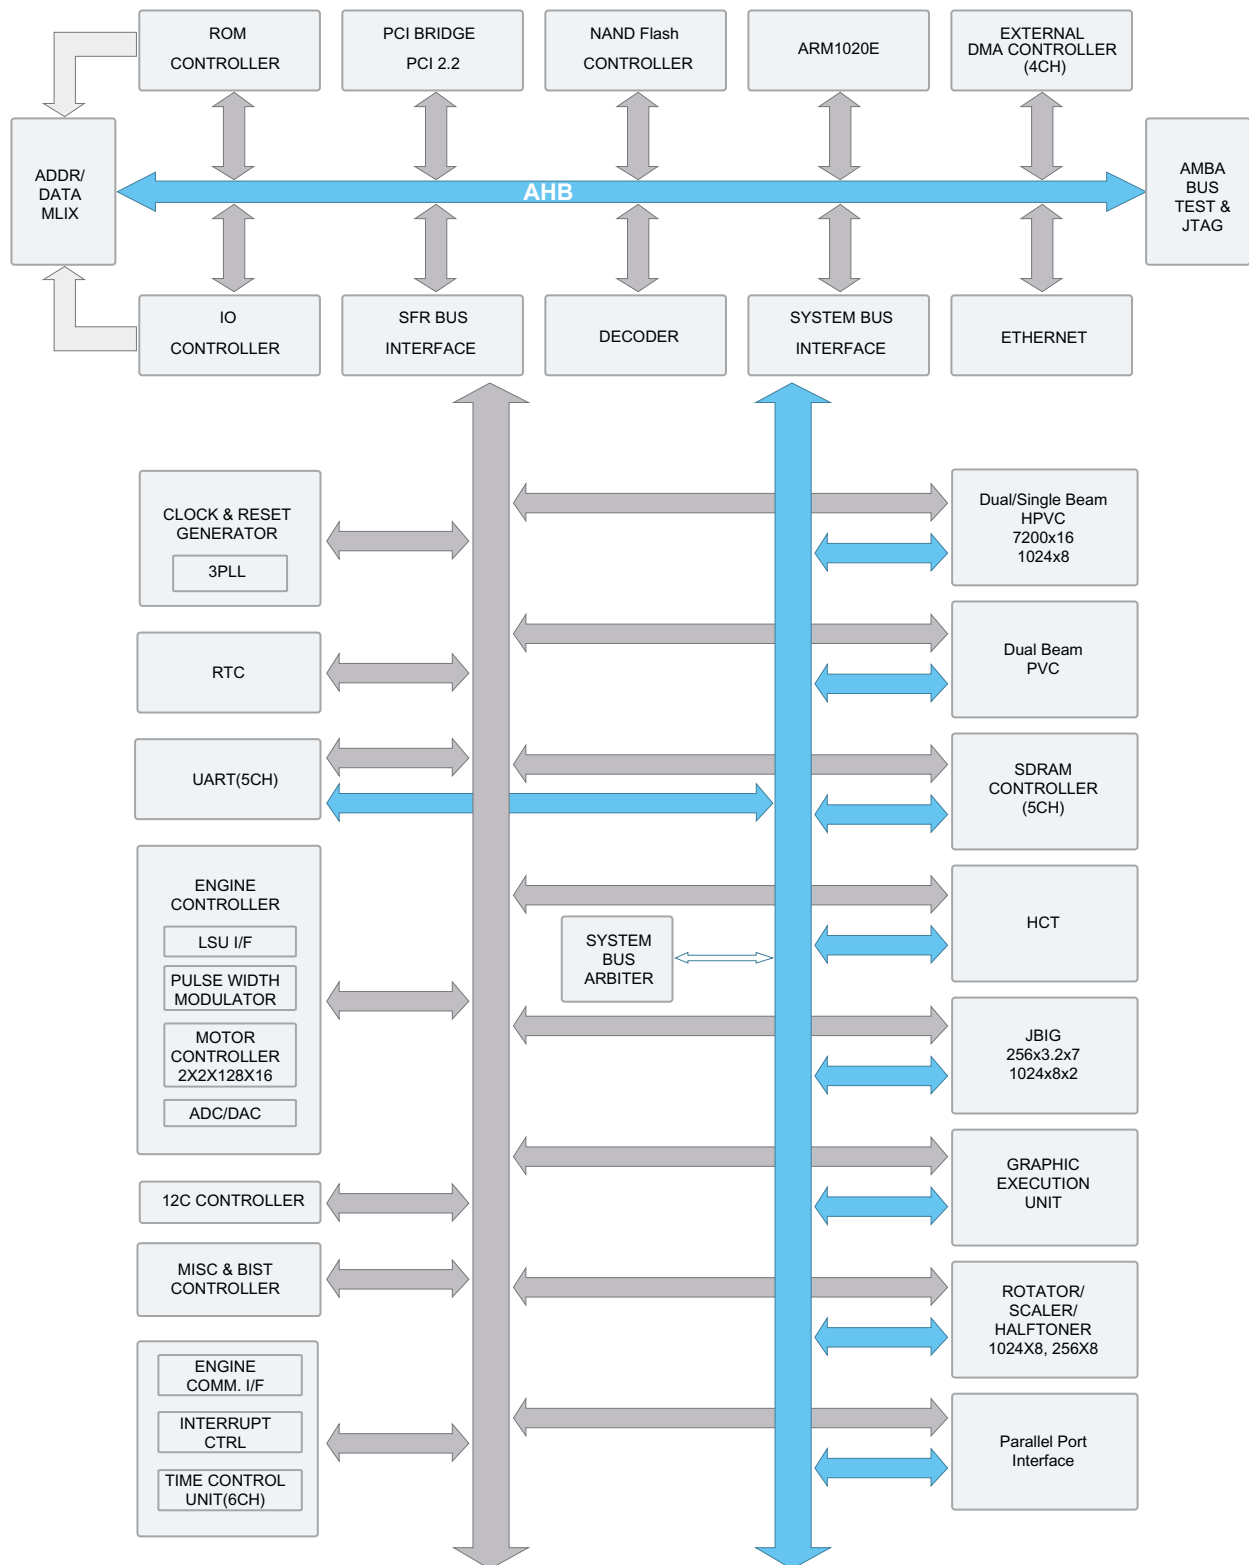 ROM
CONTROLLER
PCI BRIDGE
PCI 2.2
NAND Flash
CONTROLLER
ARM1020E
EXTERNAL
DMA CONTROLLER
(4CH)
ADDR/
DATA
MLIX
AHB
AMBA
BUS
TEST &
JTAG
IO
CONTROLLER
SFR BUS
INTERFACE
DECODER
SYSTEM BUS
INTERFACE
ETHERNET
CLOCK & RESET
GENERATOR
3PLL
RTC
UART(5CH)
ENGINE
CONTROLLER
LSU I/F
PULSE WIDTH
MODULATOR
MOTOR
CONTROLLER
2X2X128X16
ADC/DAC
12C CONTROLLER
MISC & BIST
CONTROLLER
ENGINE
COMM. I/F
INTERRUPT
CTRL
TIME CONTROL
UNIT(6CH)
SYSTEM
BUS
ARBITER
Dual/Single Beam
HPVC
7200x16
1024x8
Dual Beam
PVC
SDRAM
CONTROLLER
(5CH)
HCT
JBIG
256x3.2x7
1024x8x2
GRAPHIC
EXECUTION
UNIT
ROTATOR/
SCALER/
HALFTONER
1024X8, 256X8
Parallel Port
Interface